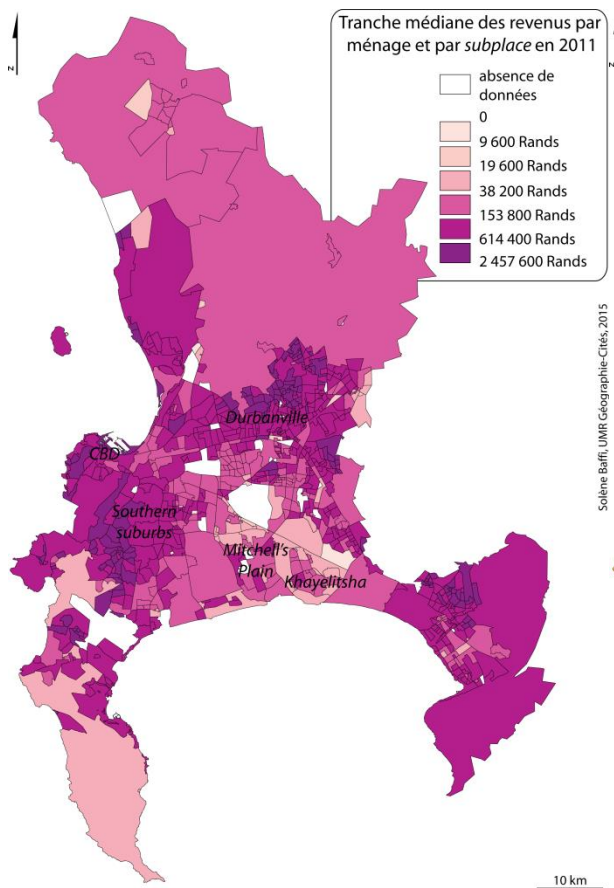 Tranche médiane des revenus par
ménage et par subplace en 2011
absence de
données
0
9 600 Rands
19 600 Rands
38 200 Rands
153 800 Rands
614 400 Rands
2 457 600 Rands
z
z
Solène Baffi, UMR Géographie-Cités, 2015
Durbanville
CBD
Southern
suburbs
Mitchell's
Plain
Khayelitsha
10 km